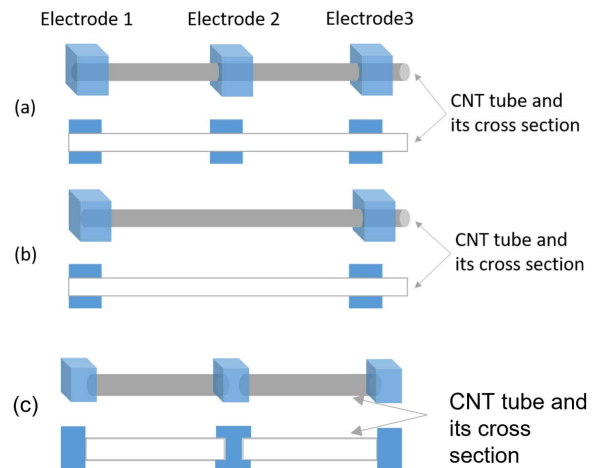 Electrode 1 Electrode 2 Electrode3
(a)
CNT tube and
its cross section
(b)
CNT tube and
its cross section
(c)
CNT tube and
its cross
section